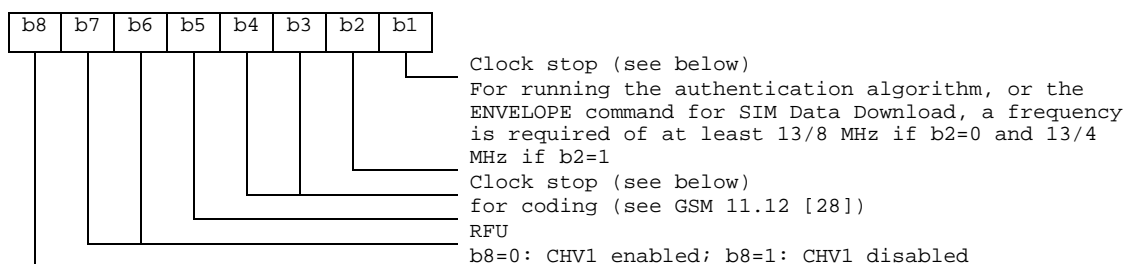 b8 b7 b6 b5 b4 b3 b2 b1
Clock stop (see below)
For running the authentication algorithm, or the
ENVELOPE command for SIM Data Download, a frequency
is required of at least 13/8 MHz if b2=0 and 13/4
MHz if b2=1
Clock stop (see below)
for coding (see GSM 11.12 [28])
RFU
b8=0: CHV1 enabled; b8=1: CHV1 disabled